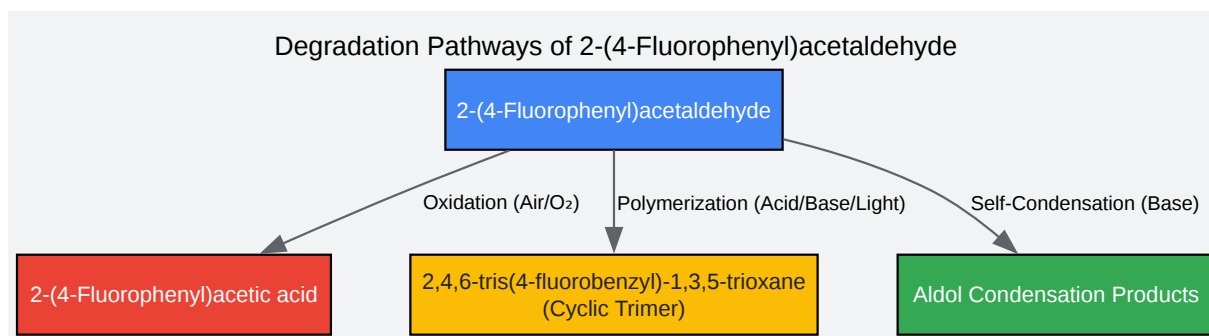 Degradation Pathways of 2-(4-Fluorophenyl)acetaldehyde
2-(4-Fluorophenyl)acetaldehyde
Oxidation (Air/O₂)
Polymerization (Acid/Base/Light)
Self-Condensation (Base)
2-(4-Fluorophenyl)acetic acid
2,4,6-tris(4-fluorobenzyl)-1,3,5-trioxane
(Cyclic Trimer)
Aldol Condensation Products